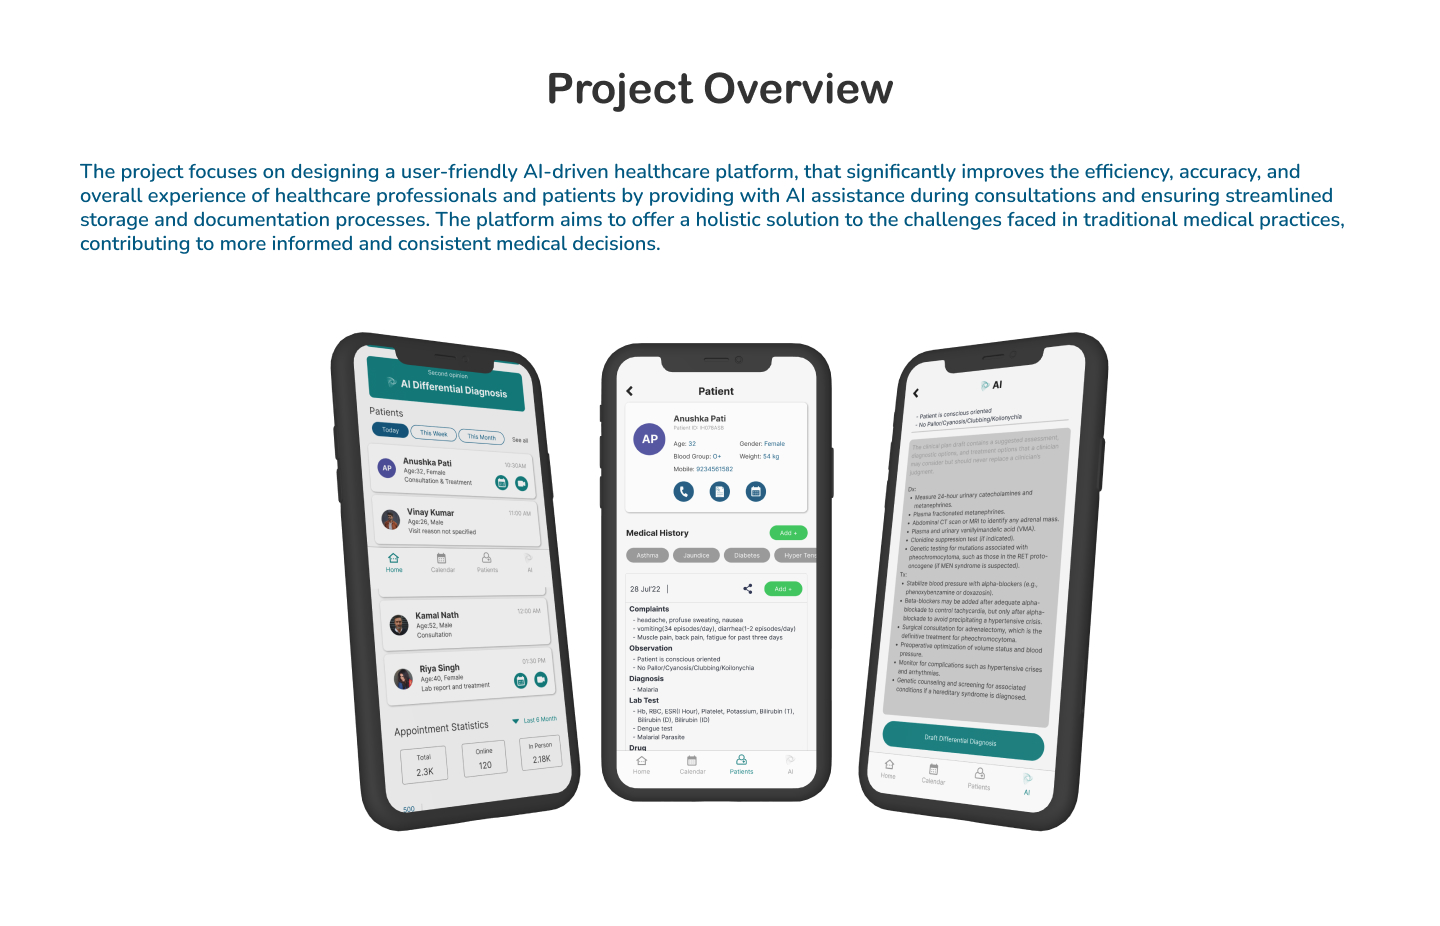 Project Overview
The project focuses on designing a user-friendly AI-driven healthcare platform, that significantly improves the efficiency, accuracy, and
overall experience of healthcare professionals and patients by providing with AI assistance during consultations and ensuring streamlined
storage and documentation processes. The platform aims to offer a holistic solution to the challenges faced in traditional medical practices,
contributing to more informed and consistent medical decisions.
Second opinion
AI Differential Diagnosis
Patients
Today This Week This Month See all
AP Anushka Pati 10:30AM
Age:32, Female
Consultation & Treatment
Vinay Kumar 11:00 AM
Age:26, Male
Visit reason not specified
Home Calendar Patients AI
Kamal Nath 12:00 AM
Age:52, Male
Consultation
Riya Singh 01:30 PM
Age:40, Female
Lab report and treatment
Appointment Statistics Last 6 Month
Total Online In Person
2.3K 120 2.18K
500
Patient
AP
Anushka Pati
Patient ID:
Age: 32 Gender: Female
Blood Group: O+ Weight: 54 kg
Mobile: 9234561582
Medical History Add +
Asthma Jaundice Diabetes Hyper Tens
28 Jul'22 | Add +
Complaints
- headache, profuse sweating, nausea
- vomiting(34 episodes/day), diarrhea(1-2 episodes/day)
- Muscle pain, back pain, fatigue for past three days
Observation
- Patient is conscious oriented
- No Pallor/Cyanosis/Clubbing/Koilonychia
Diagnosis
- Malaria
Lab Test
- Hb, RBC, ESR(I Hour), Platelet, Potassium, Bilirubin (T),
Bilirubin (D), Bilirubin (ID)
- Dengue test
- Malarial Parasite
Drug
Home Calendar Patients AI
AI
- Patient is conscious oriented
- No Pallor/Cyanosis/Clubbing/Koilonychia
The clinical plan draft contains a suggested assessment,
diagnostic options, and treatment options that a clinician
may consider but should never replace a clinician's
judgment.
Dx:
• Measure 24-hour urinary catecholamines and
metanephrines.
• Plasma fractionated metanephrines.
• Abdominal CT scan or MRI to identify any adrenal mass.
• Plasma and urinary vanillylmandelic acid (VMA).
• Clonidine suppression test (if indicated).
• Genetic testing for mutations associated with
pheochromocytoma, such as those in the RET proto-
oncogene (if MEN syndrome is suspected).
Tx:
• Stabilize blood pressure with alpha-blockers (e.g.,
phenoxybenzamine or doxazosin).
• Beta-blockers may be added after adequate alpha-
blockade to control tachycardia, but only after alpha-
blockade to avoid precipitating a hypertensive crisis.
• Surgical consultation for adrenalectomy, which is the
definitive treatment for pheochromocytoma.
• Preoperative optimization of volume status and blood
pressure.
• Monitor for complications such as hypertensive crises
and arrhythmias.
• Genetic counseling and screening for associated
conditions if a hereditary syndrome is diagnosed.
Draft Differential Diagnosis
Home Calendar Patients AI